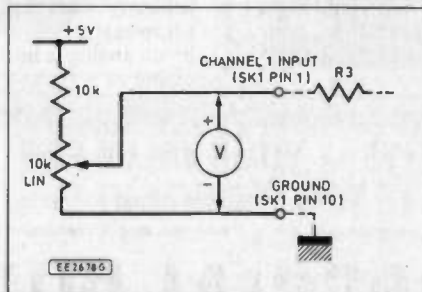 +5V
CHANNEL 1 INPUT
(SK1 PIN 1)
R3
10k
+
V
10k
LIN
−
GROUND
(SK1 PIN 10)
EE2678G